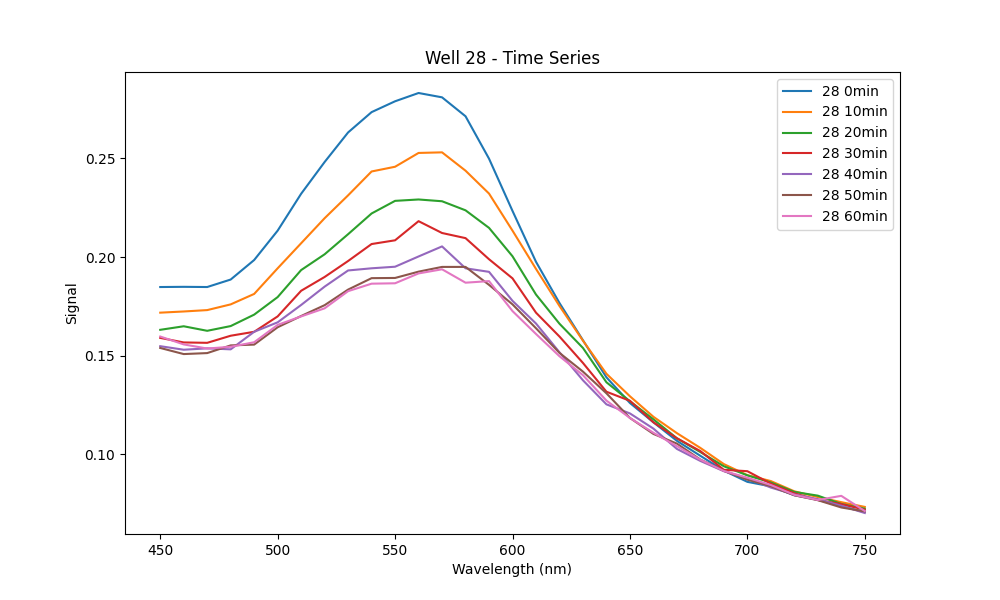 Well 28 - Time Series
28 0min
28 10min
28 20min
28 30min
28 40min
28 50min
28 60min
Signal
0.25
0.20
0.15
0.10
450 500 550 600 650 700 750
Wavelength (nm)